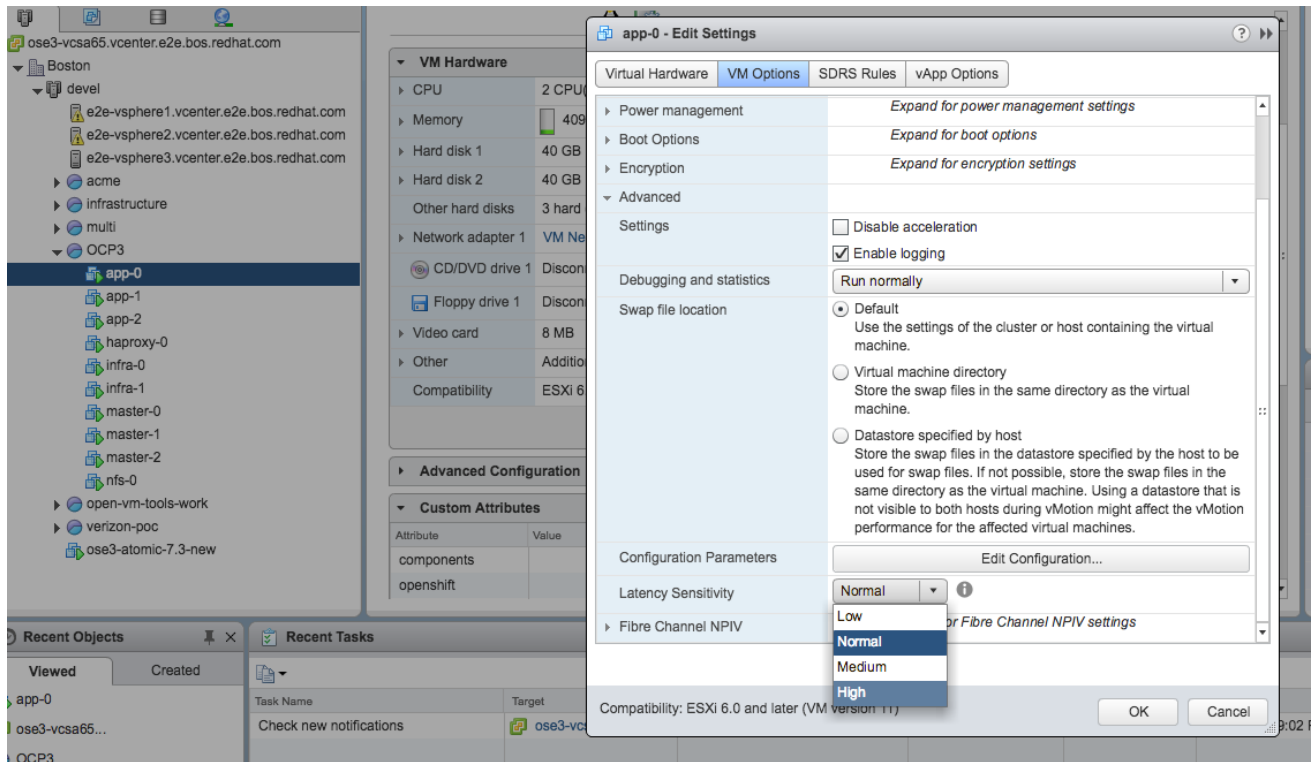 ose3-vcsa65.vcenter.e2e.bos.redhat.com
Boston
devel
e2e-vsphere1.vcenter.e2e.bos.redhat.com
e2e-vsphere2.vcenter.e2e.bos.redhat.com
e2e-vsphere3.vcenter.e2e.bos.redhat.com
acme
infrastructure
multi
OCP3
app-0
app-1
app-2
haproxy-0
infra-0
infra-1
master-0
master-1
master-2
nfs-0
open-vm-tools-work
verizon-poc
ose3-atomic-7.3-new
VM Hardware
CPU 2 CPU(
Memory 409
Hard disk 1 40 GB
Hard disk 2 40 GB
Other hard disks 3 hard
Network adapter 1 VM Ne
CD/DVD drive 1 Discon
Floppy drive 1 Discon
Video card 8 MB
Other Additio
Compatibility ESXi 6
Advanced Configuration
Custom Attributes
Attribute Value
components
openshift
app-0 - Edit Settings ?
Virtual Hardware VM Options SDRS Rules vApp Options
Power management Expand for power management settings
Boot Options Expand for boot options
Encryption Expand for encryption settings
Advanced
Settings Disable acceleration
Enable logging
Debugging and statistics Run normally
Swap file location Default
Use the settings of the cluster or host containing the virtual
machine.
Virtual machine directory
Store the swap files in the same directory as the virtual
machine.
Datastore specified by host
Store the swap files in the datastore specified by the host to be
used for swap files. If not possible, store the swap files in the
same directory as the virtual machine. Using a datastore that is
not visible to both hosts during vMotion might affect the vMotion
performance for the affected virtual machines.
Configuration Parameters Edit Configuration...
Latency Sensitivity Normal
Low
Normal
Medium
High
Fibre Channel NPIV or Fibre Channel NPIV settings
Compatibility: ESXi 6.0 and later (VM version 11)
OK Cancel
Recent Objects
Viewed Created
app-0
ose3-vcsa65...
OCP3
Recent Tasks
Task Name Target
Check new notifications ose3-vcs
9:02